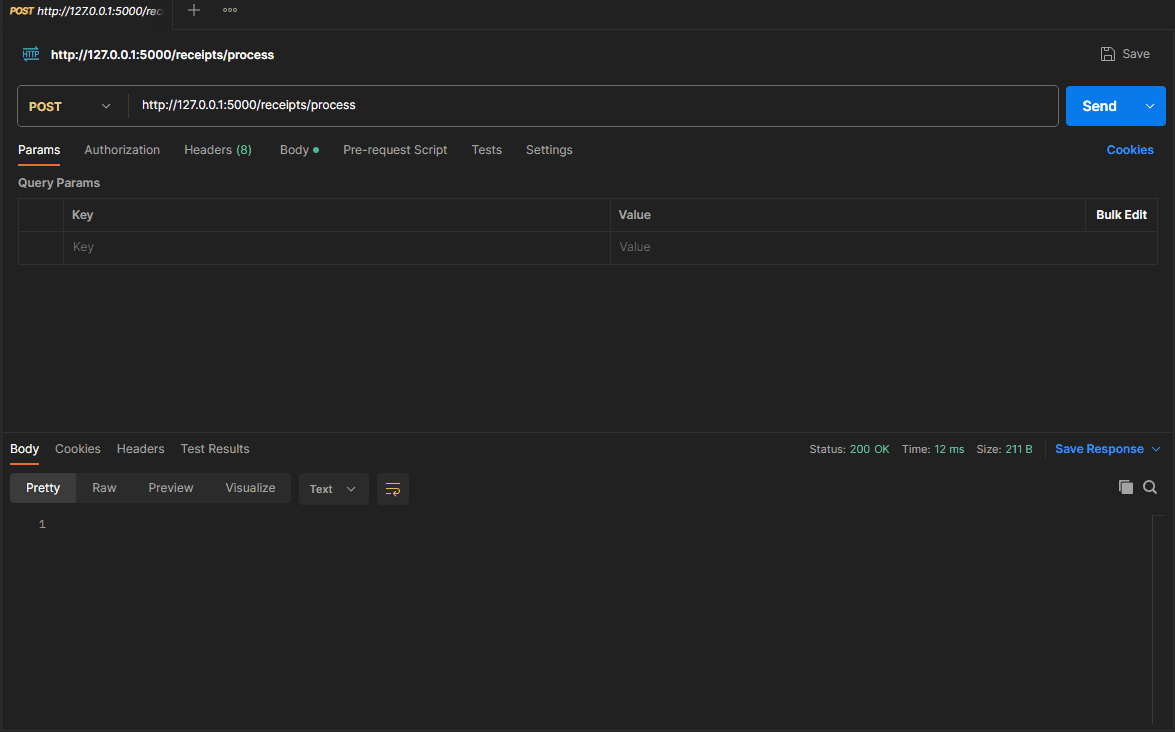 POST http://127.0.0.1:5000/rec
HTTP http://127.0.0.1:5000/receipts/process Save
POST http://127.0.0.1:5000/receipts/process Send
Params Authorization Headers (8) Body Pre-request Script Tests Settings Cookies
Query Params
Key Value Bulk Edit
Key Value
Body Cookies Headers Test Results Status: 200 OK Time: 12 ms Size: 211 B Save Response
Pretty Raw Preview Visualize Text
1